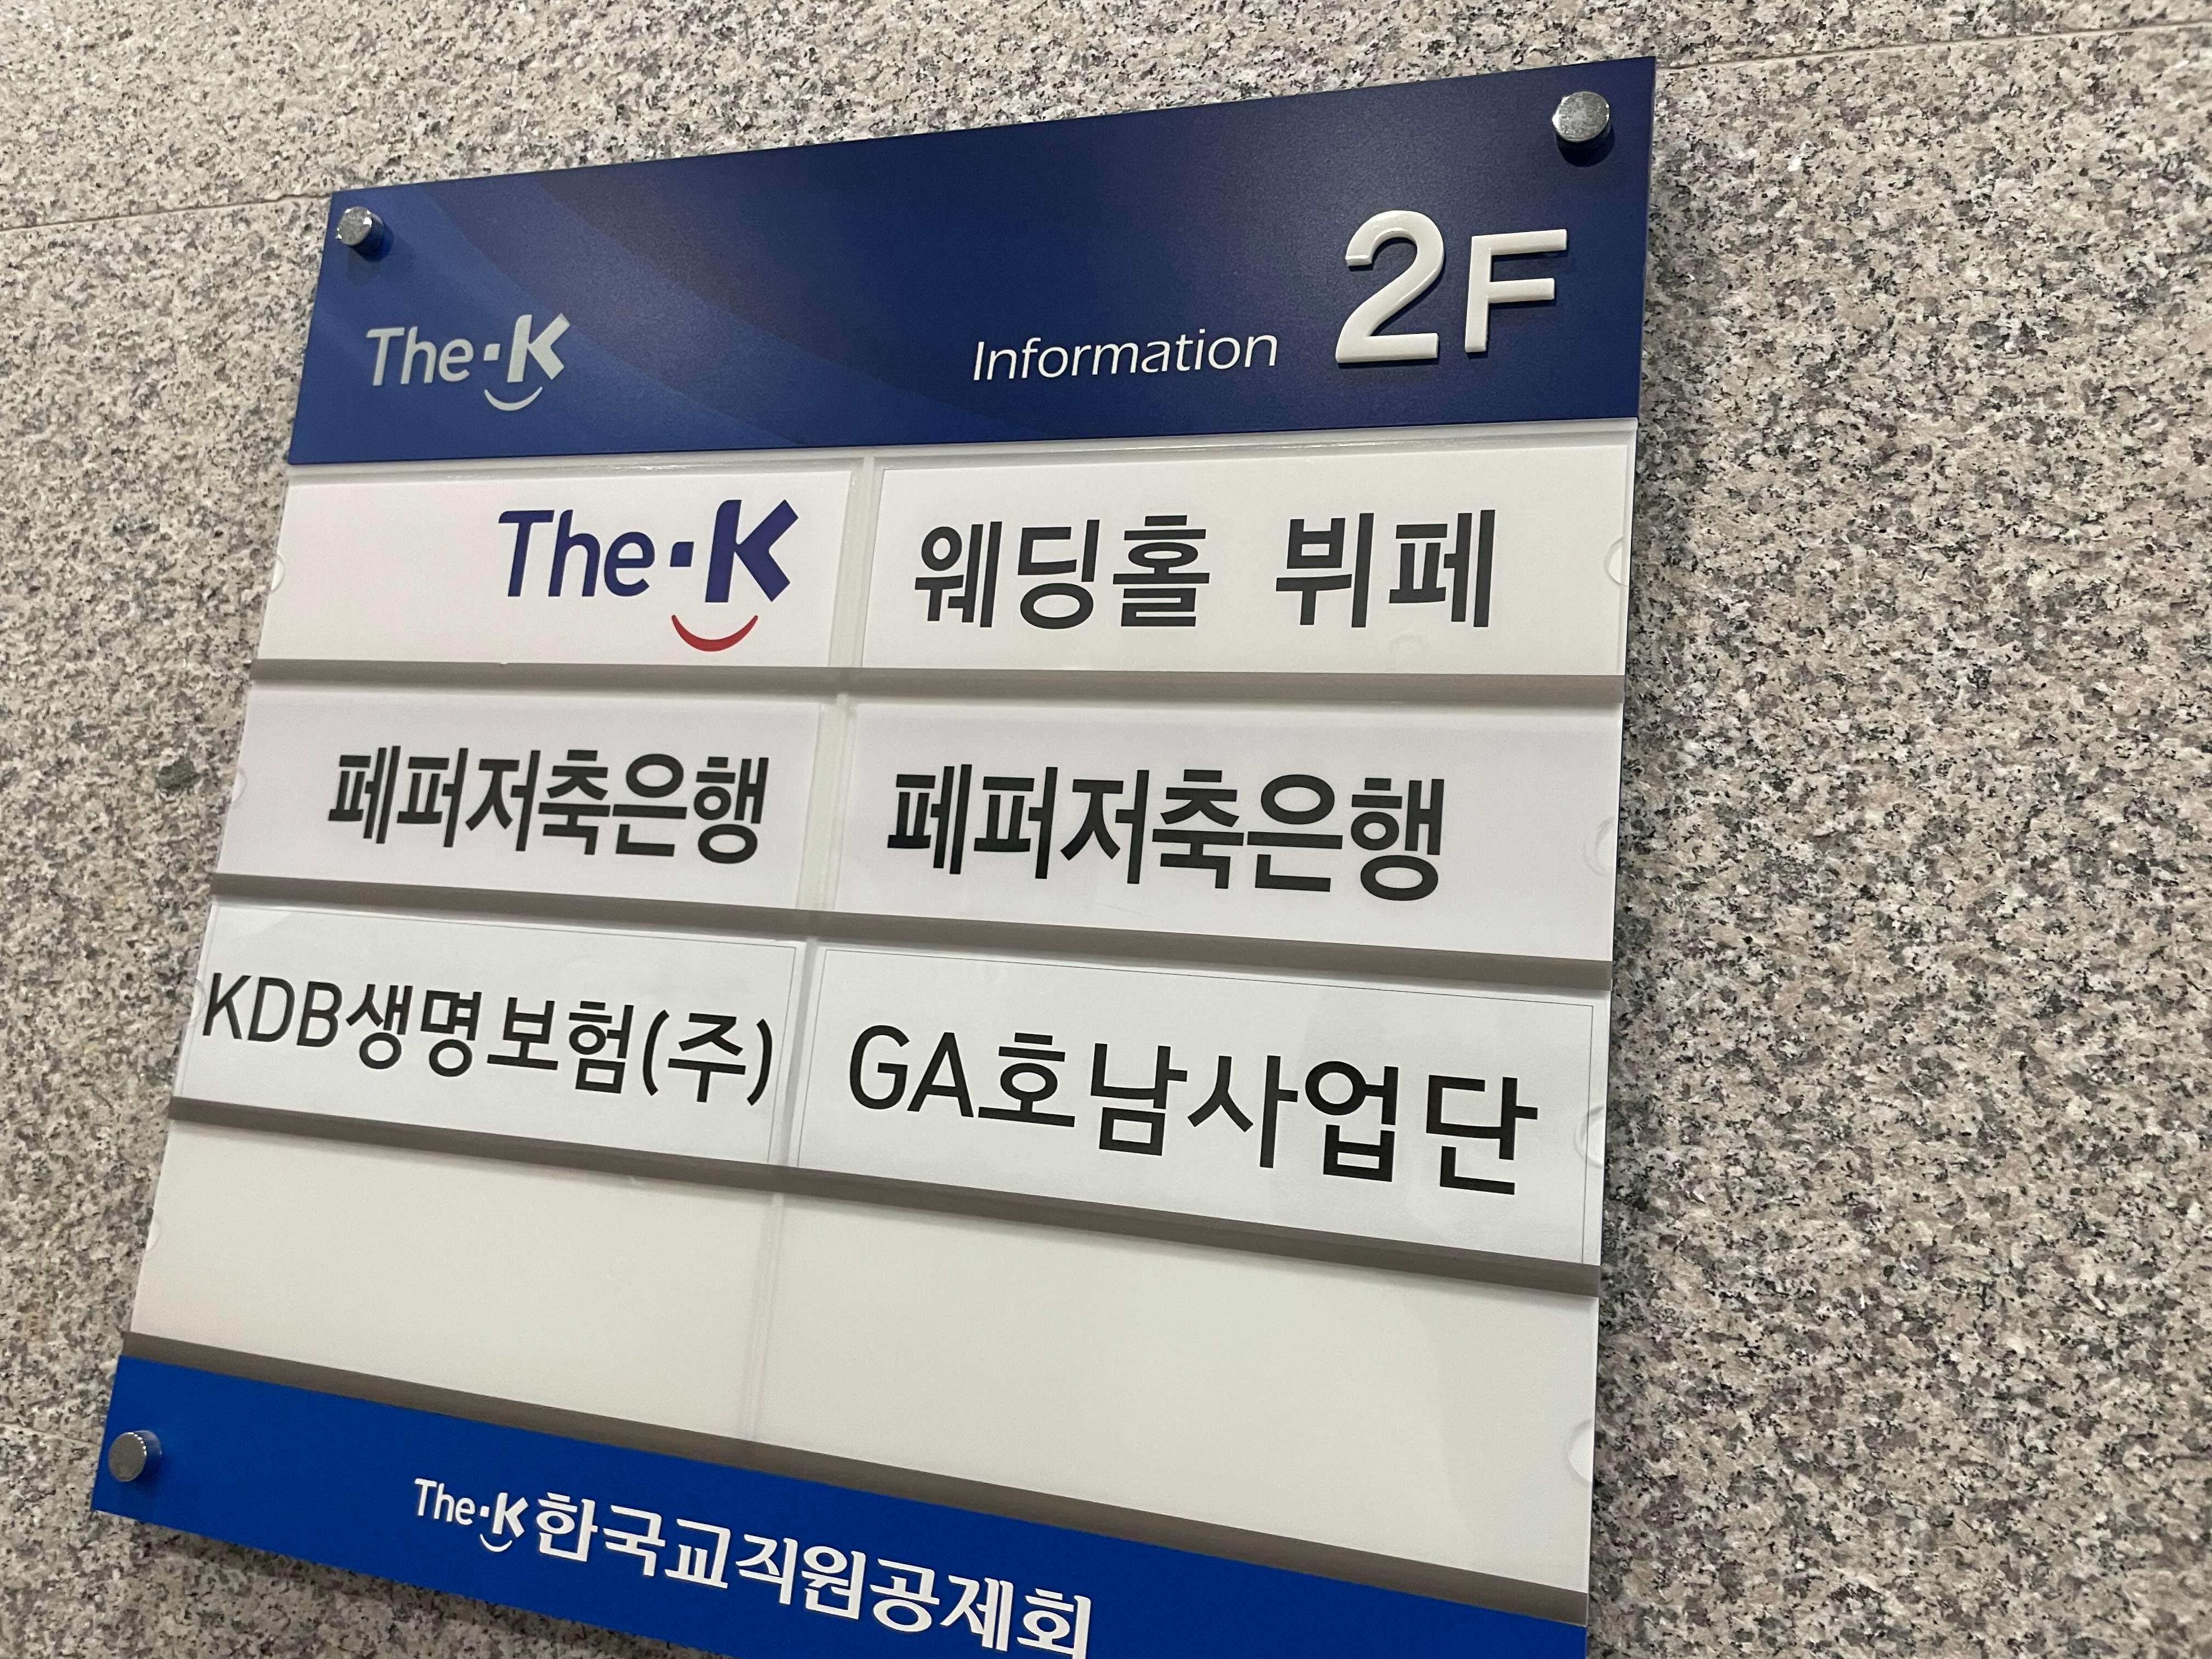 The K
Information 2F
The K 웨딩홀 뷔페
페퍼저축은행 페퍼저축은행
KDB생명보험(주) GA호남사업단
The K 한국교직원공제회